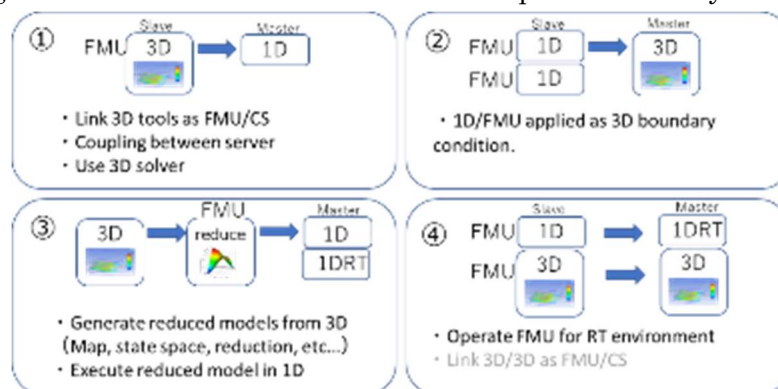 ①
Slave
Master
FMU 3D
1D
・Link 3D tools as FMU/CS
・Coupling between server
・Use 3D solver
②
Slave
Master
FMU 1D
3D
FMU 1D
・1D/FMU applied as 3D boundary
condition.
③
FMU
Master
3D
reduce
1D
1DRT
・Generate reduced models from 3D
(Map, state space, reduction, etc...)
・Execute reduced model in 1D
④
Slave
Master
FMU 1D
1DRT
FMU 3D
3D
・Operate FMU for RT environment
・Link 3D/3D as FMU/CS